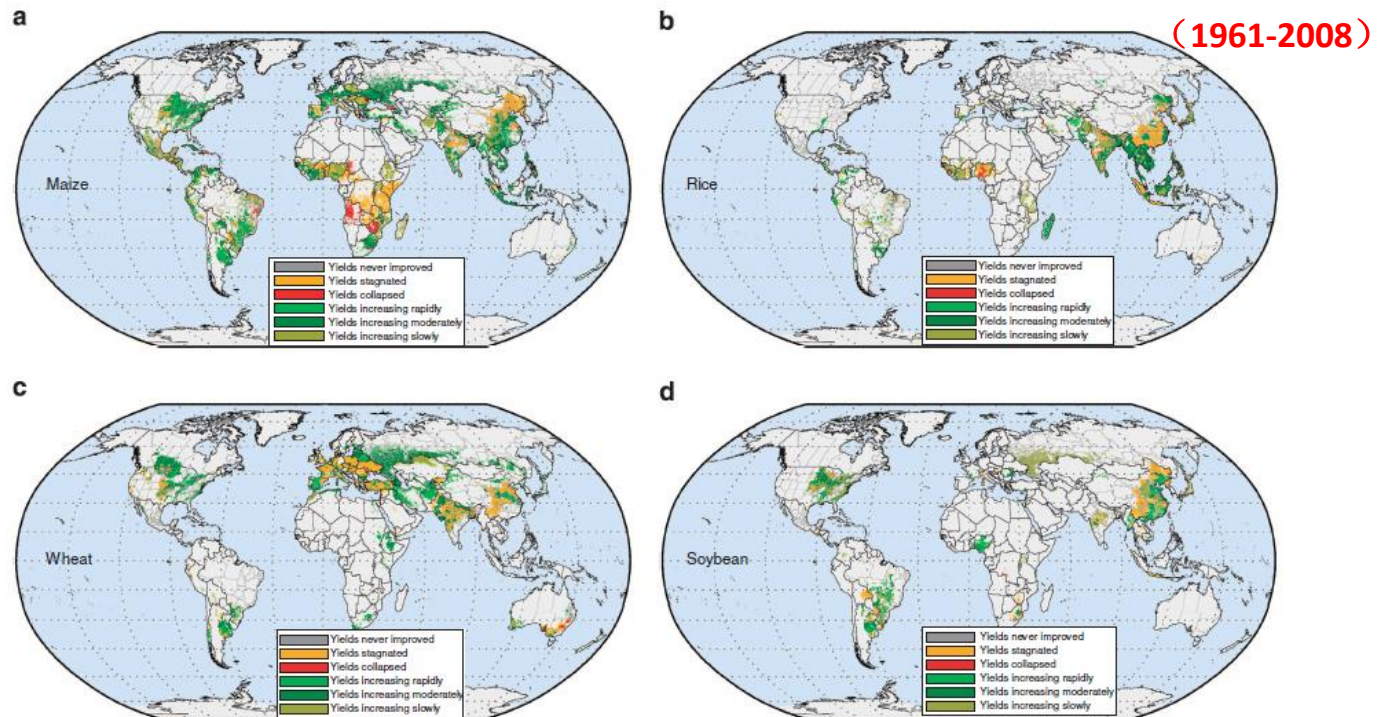 a
b
（1961-2008）
Maize
Yields never improved
Yields stagnated
Yields collapsed
Yields increasing rapidly
Yields increasing moderately
Yields increasing slowly
Rice
Yields never improved
Yields stagnated
Yields collapsed
Yields increasing rapidly
Yields increasing moderately
Yields increasing slowly
c
d
Wheat
Yields never improved
Yields stagnated
Yields collapsed
Yields increasing rapidly
Yields increasing moderately
Yields increasing slowly
Soybean
Yields never improved
Yields stagnated
Yields collapsed
Yields increasing rapidly
Yields increasing moderately
Yields increasing slowly